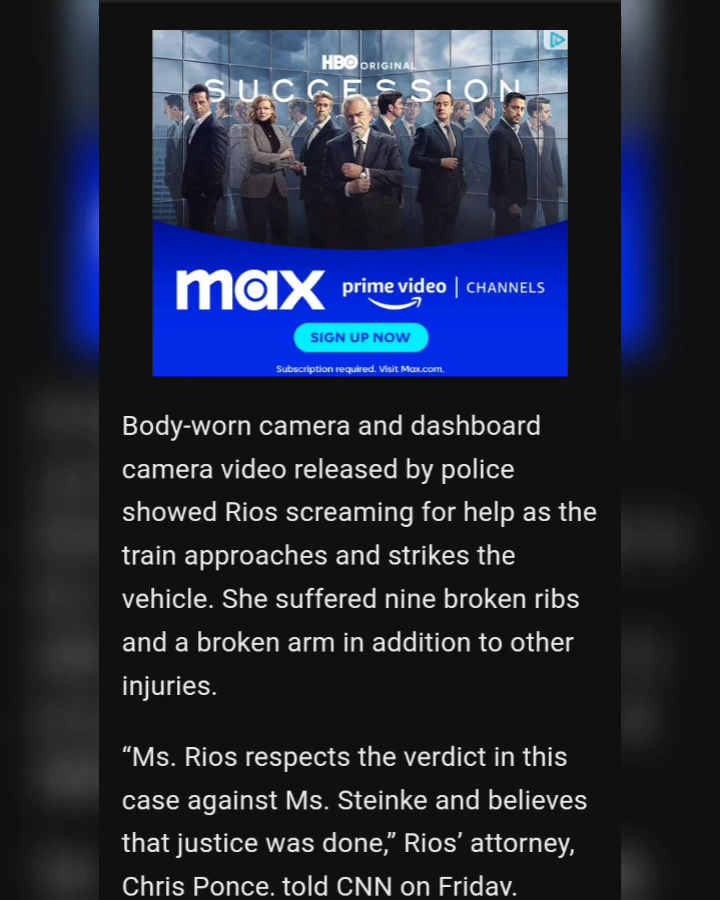 HBO ORIGINAL
SUCCESSION
max prime video | CHANNELS
SIGN UP NOW
Subscription required. Visit Max.com.
Body-worn camera and dashboard
camera video released by police
showed Rios screaming for help as the
train approaches and strikes the
vehicle. She suffered nine broken ribs
and a broken arm in addition to other
injuries.
“Ms. Rios respects the verdict in this
case against Ms. Steinke and believes
that justice was done,” Rios’ attorney,
Chris Ponce, told CNN on Friday.